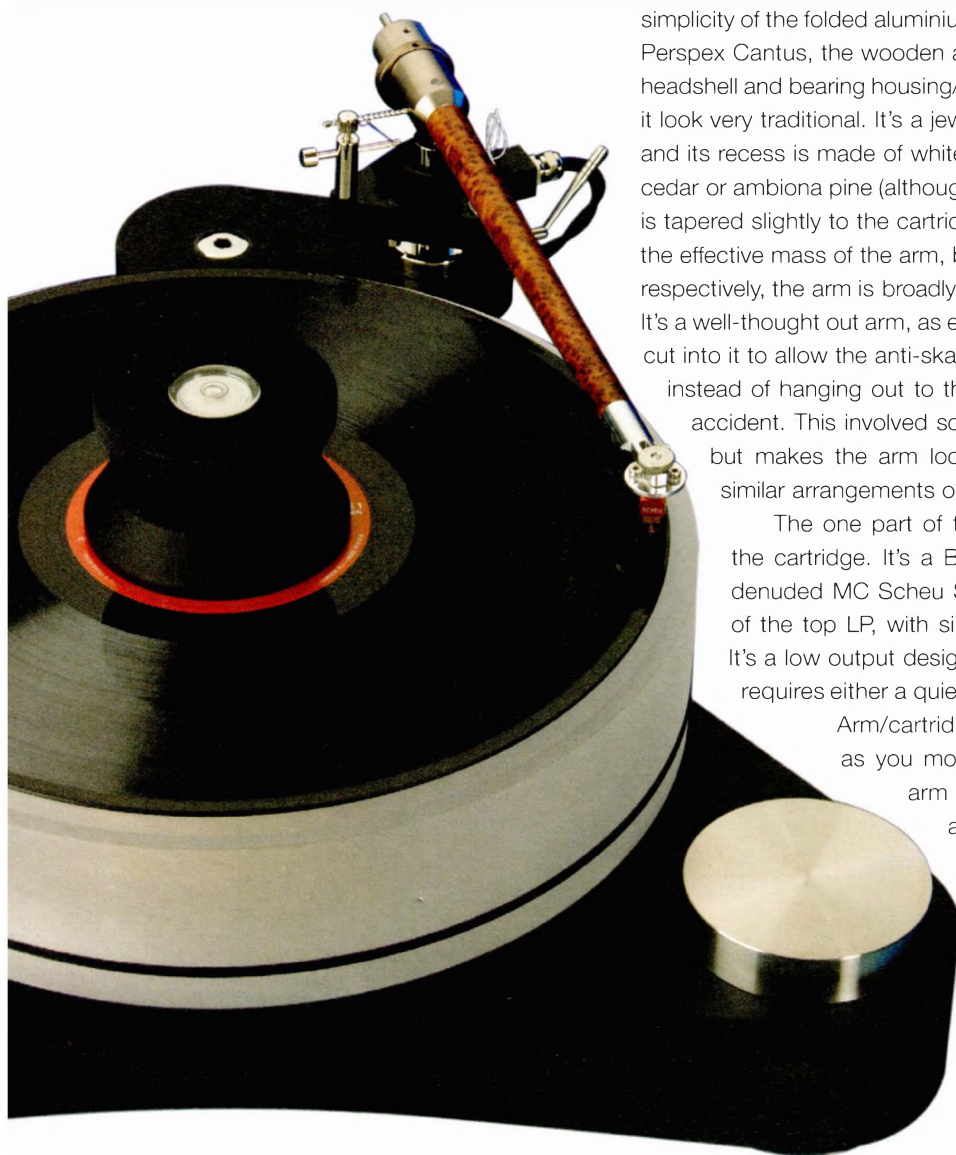 simplicity of the folded aluminiu
Perspex Cantus, the wooden a
headshell and bearing housing/
it look very traditional. It's a jew
and its recess is made of white
cedar or ambiona pine (althoug
is tapered slightly to the cartric
the effective mass of the arm, b
respectively, the arm is broadly
It's a well-thought out arm, as e
cut into it to allow the anti-ska
instead of hanging out to th
accident. This involved so
but makes the arm loo
similar arrangements o
The one part of t
the cartridge. It's a B
denuded MC Scheu S
of the top LP, with si
It's a low output desig
requires either a quie
Arm/cartrid
as you mo
arm
a
SCHEU